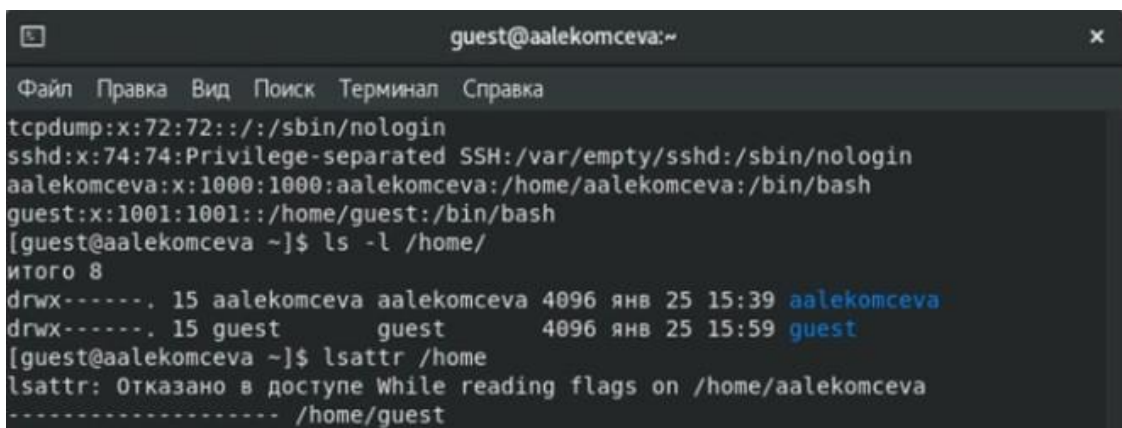 guest@aalekomceva:~ ×
Файл Правка Вид Поиск Терминал Справка
tcpdump:x:72:72::/:/sbin/nologin
sshd:x:74:74:Privilege-separated SSH:/var/empty/sshd:/sbin/nologin
aalekomceva:x:1000:1000:aalekomceva:/home/aalekomceva:/bin/bash
guest:x:1001:1001::/home/guest:/bin/bash
[guest@aalekomceva ~]$ ls -l /home/
итого 8
drwx------. 15 aalekomceva aalekomceva 4096 янв 25 15:39 aalekomceva
drwx------. 15 guest       guest       4096 янв 25 15:59 guest
[guest@aalekomceva ~]$ lsattr /home
lsattr: Отказано в доступе While reading flags on /home/aalekomceva
-------------------- /home/guest